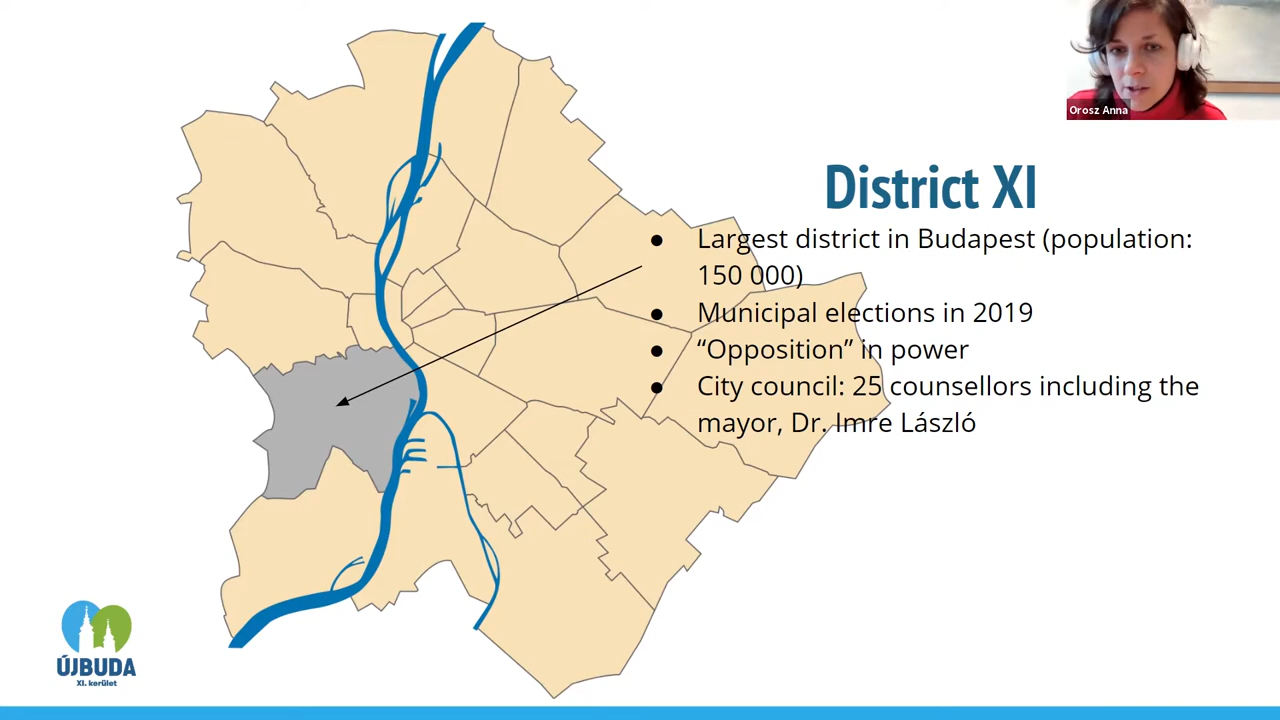 Orosz Anna
District XI
● Largest district in Budapest (population:
150 000)
● Municipal elections in 2019
● “Opposition” in power
● City council: 25 counsellors including the
mayor, Dr. Imre László
ÚJBUDA
XI. kerület